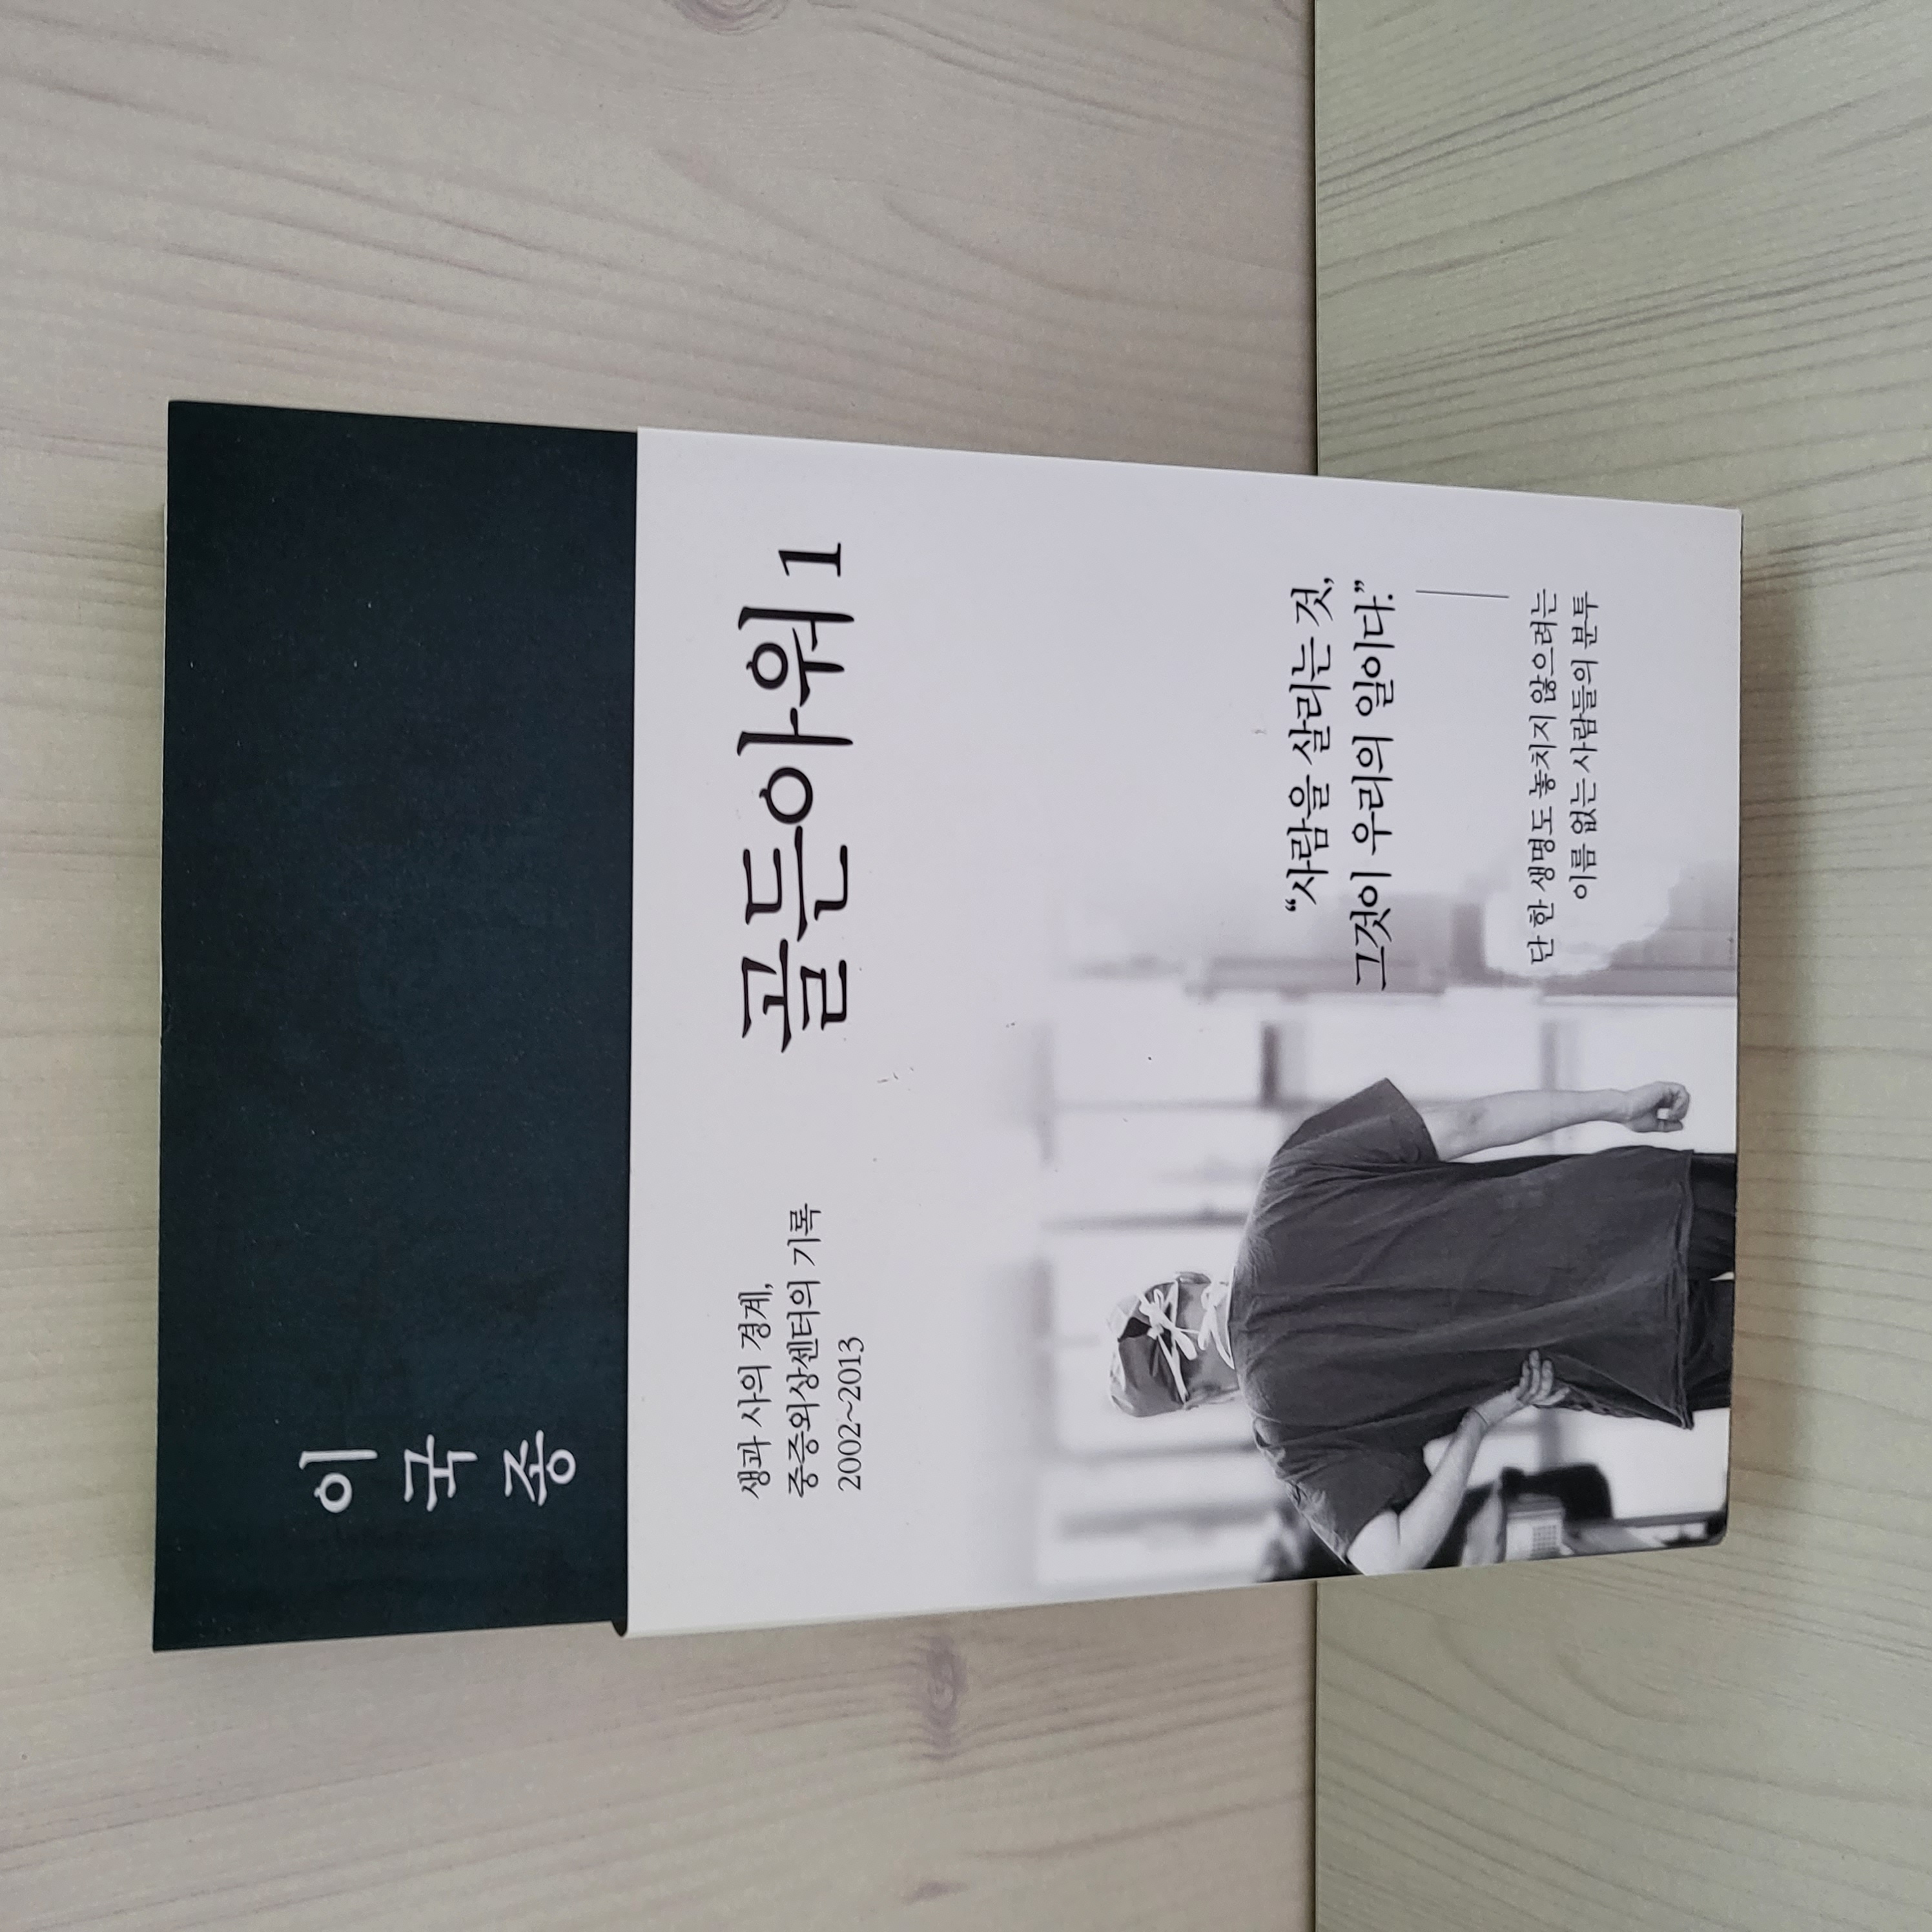 이국종
생과 사의 경계,
중증외상센터의 기록
2002~2013
골든아워 1
“사람을 살리는 것,
그것이 우리의 일이다.”
단 한 생명도 놓치지 않으려는
이름 없는 사람들의 분투